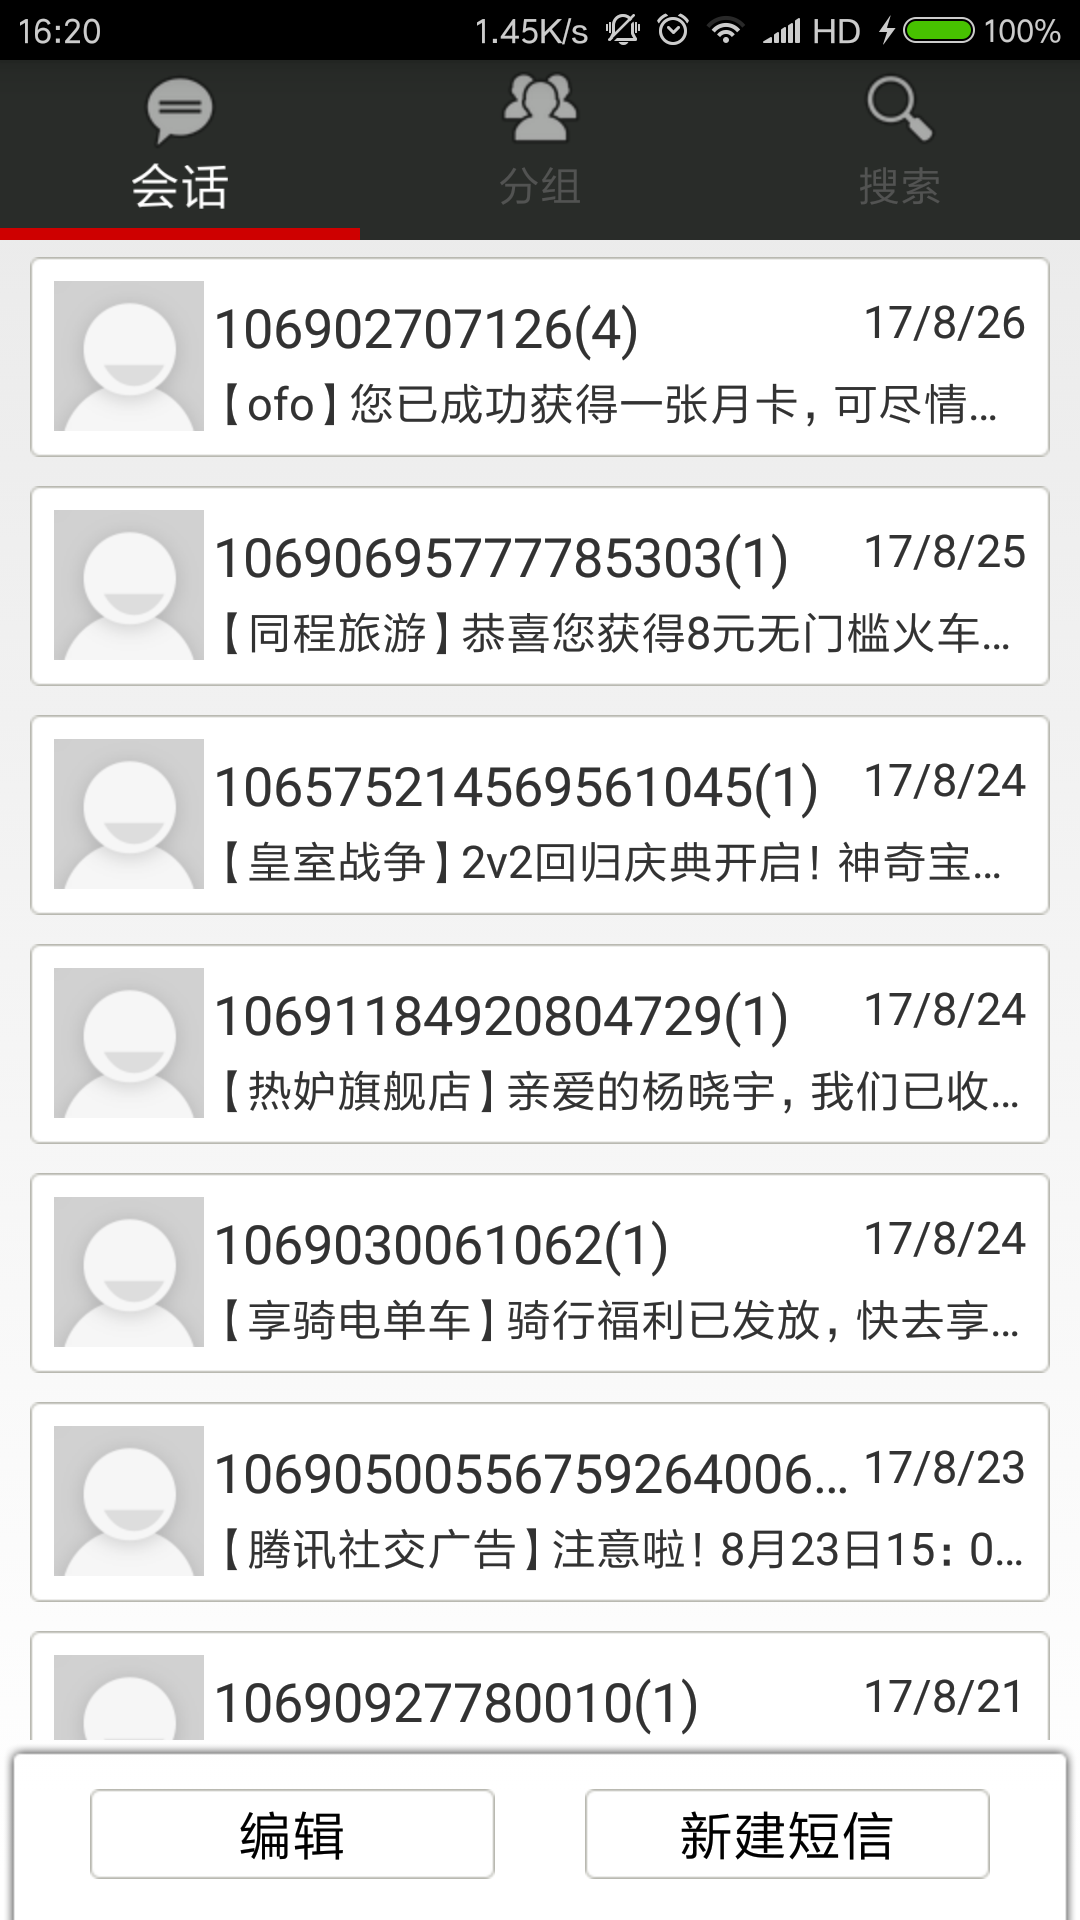 16:20 1.45K/s HD 100%
会话 分组 搜索
106902707126(4) 17/8/26
【ofo】您已成功获得一张月卡，可尽情...
10690695777785303(1) 17/8/25
【同程旅游】恭喜您获得8元无门槛火车...
106575214569561045(1) 17/8/24
【皇室战争】2v2回归庆典开启！神奇宝...
10691184920804729(1) 17/8/24
【热妒旗舰店】亲爱的杨晓宇，我们已收...
1069030061062(1) 17/8/24
【享骑电单车】骑行福利已发放，快去享...
106905005567592640​06... 17/8/23
【腾讯社交广告】注意啦！8月23日15：0...
10690927780010(1) 17/8/21
编辑 新建短信